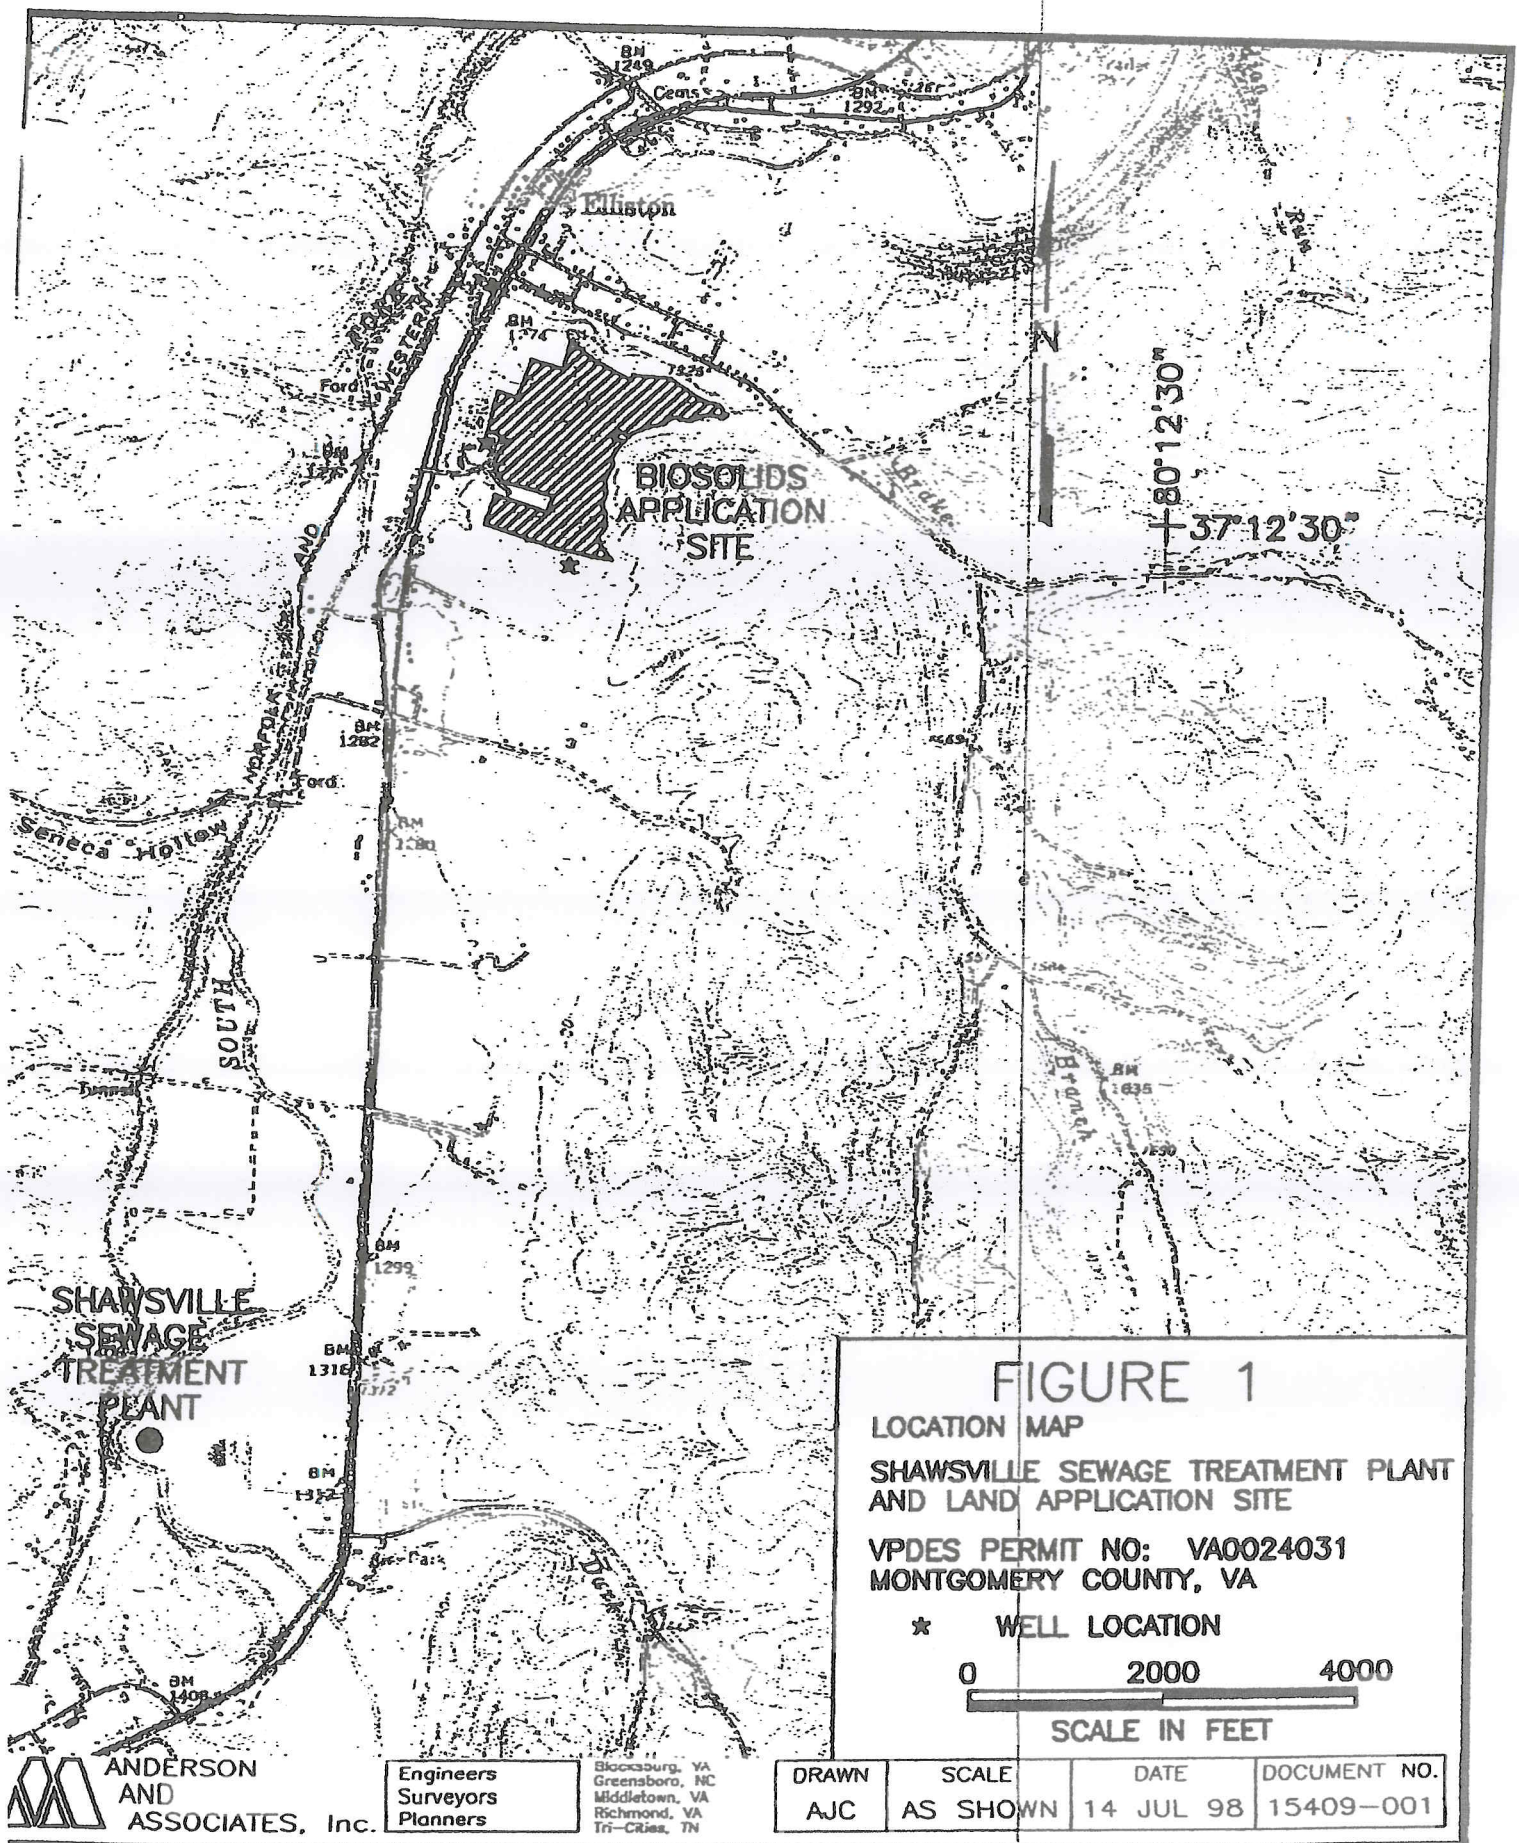 BM
1249
Cems
BM
1292
Elliston
Ram
BM
N
80°12'30"
37°12'30"
Ford
WESTERN
BIOSOLIDS
APPLICATION
SITE
Brake
AND
NORFOLK
BM
1282
Ford
Seneca Hollow
BM
1280
SOUTH
Tunnel
Branch
BM
1635
BM
1299
SHAWSVILLE
SEWAGE
TREATMENT
PLANT
BM
1316
1312
BM
1312
Dark
BM
1408
FIGURE 1
LOCATION MAP
SHAWSVILLE SEWAGE TREATMENT PLANT
AND LAND APPLICATION SITE
VPDES PERMIT NO: VA0024031
MONTGOMERY COUNTY, VA
★ WELL LOCATION
0 2000 4000
SCALE IN FEET
ANDERSON
AND
ASSOCIATES, Inc.
Engineers
Surveyors
Planners
Blacksburg, VA
Greensboro, NC
Middletown, VA
Richmond, VA
Tri-Cities, TN
DRAWN
AJC
SCALE
AS SHOWN
DATE
14 JUL 98
DOCUMENT NO.
15409-001